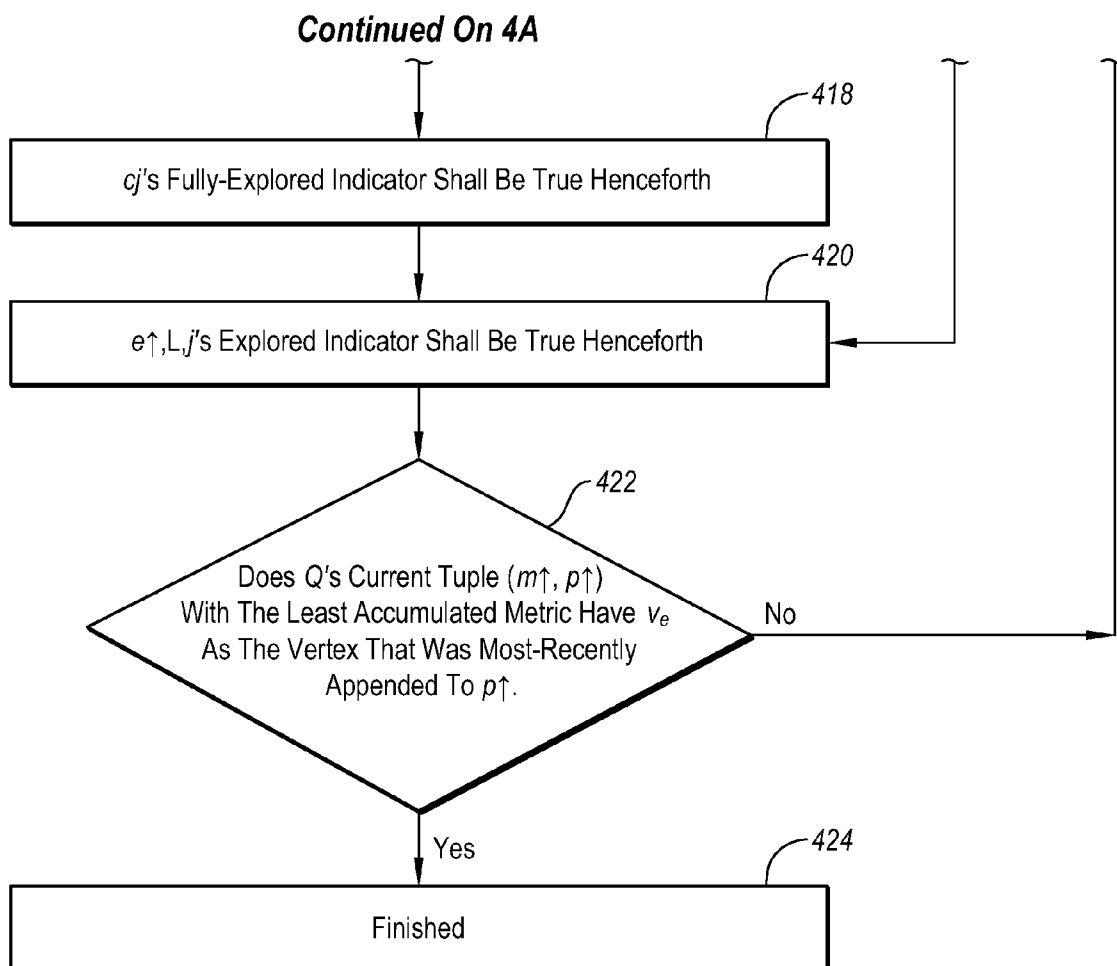 Continued On 4A
418
cj's Fully-Explored Indicator Shall Be True Henceforth
420
e↑,L,j's Explored Indicator Shall Be True Henceforth
422
Does Q's Current Tuple (m↑, p↑)
With The Least Accumulated Metric Have vₑ
As The Vertex That Was Most-Recently
Appended To p↑.
No
Yes
424
Finished